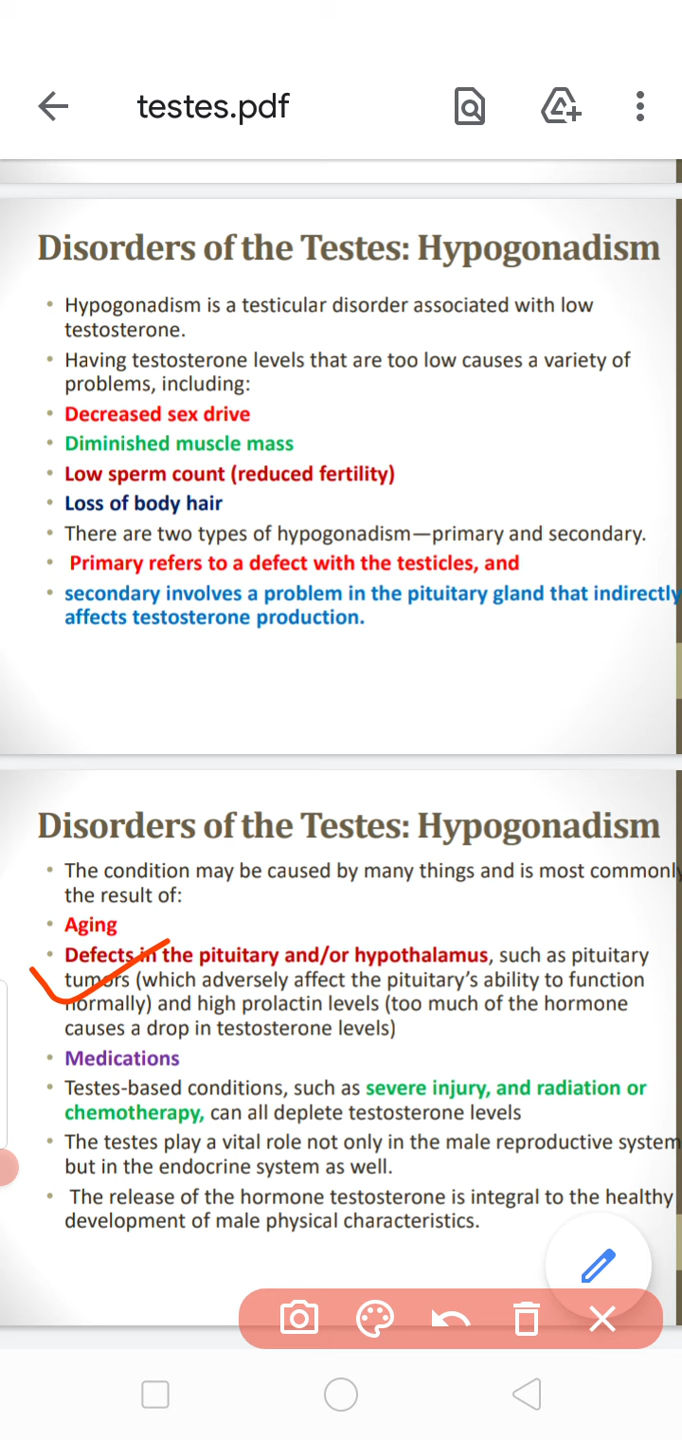 testes.pdf
Disorders of the Testes: Hypogonadism
• Hypogonadism is a testicular disorder associated with low
testosterone.
• Having testosterone levels that are too low causes a variety of
problems, including:
• Decreased sex drive
• Diminished muscle mass
• Low sperm count (reduced fertility)
• Loss of body hair
• There are two types of hypogonadism—primary and secondary.
• Primary refers to a defect with the testicles, and
• secondary involves a problem in the pituitary gland that indirectly
affects testosterone production.
Disorders of the Testes: Hypogonadism
• The condition may be caused by many things and is most commonly
the result of:
• Aging
• Defects in the pituitary and/or hypothalamus, such as pituitary
tumors (which adversely affect the pituitary’s ability to function
normally) and high prolactin levels (too much of the hormone
causes a drop in testosterone levels)
• Medications
• Testes-based conditions, such as severe injury, and radiation or
chemotherapy, can all deplete testosterone levels
• The testes play a vital role not only in the male reproductive system
but in the endocrine system as well.
• The release of the hormone testosterone is integral to the healthy
development of male physical characteristics.